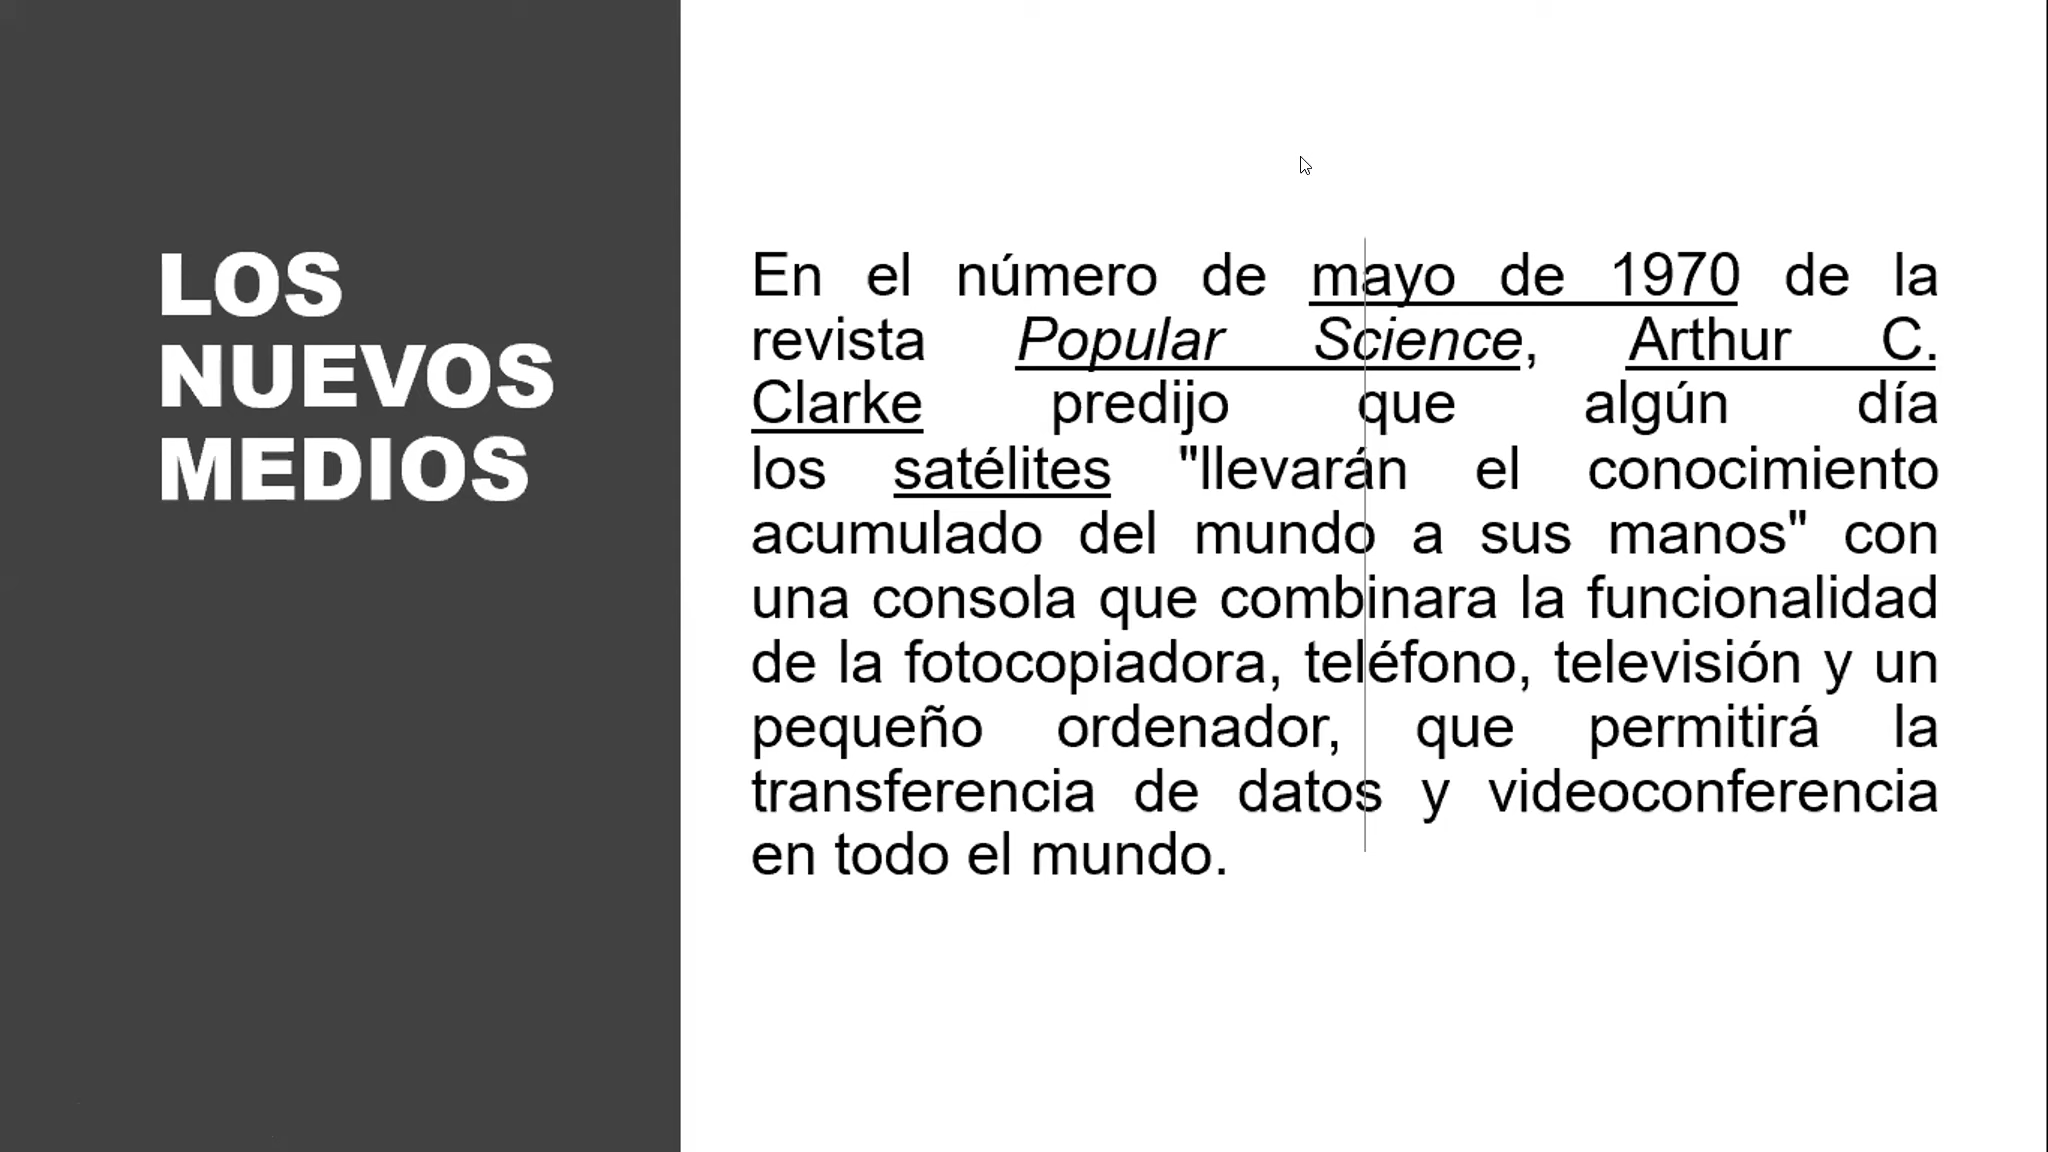 LOS
NUEVOS
MEDIOS
En el número de mayo de 1970 de la
revista Popular Science, Arthur C.
Clarke predijo que algún día
los satélites "llevarán el conocimiento
acumulado del mundo a sus manos" con
una consola que combinara la funcionalidad
de la fotocopiadora, teléfono, televisión y un
pequeño ordenador, que permitirá la
transferencia de datos y videoconferencia
en todo el mundo.